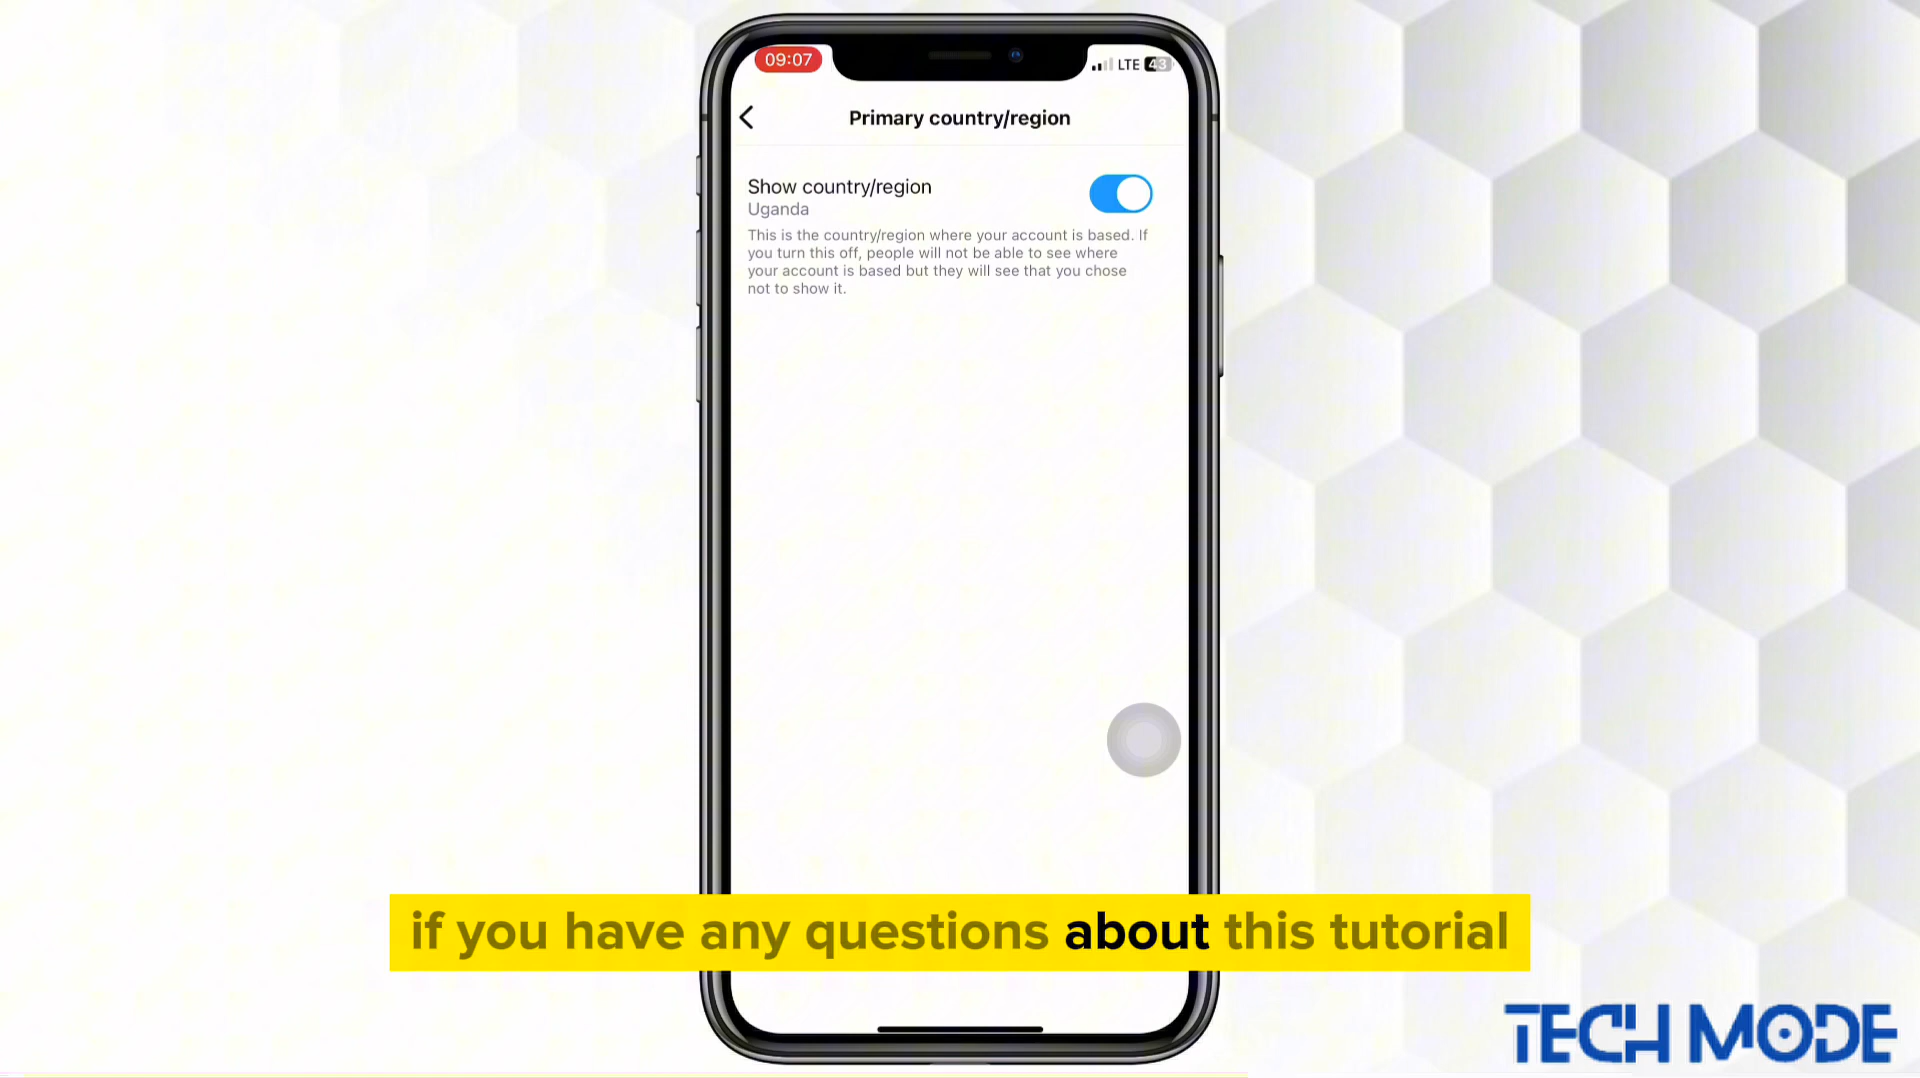 09:07
LTE 43
Primary country/region
Show country/region
Uganda
This is the country/region where your account is based. If
you turn this off, people will not be able to see where
your account is based but they will see that you chose
not to show it.
if you have any questions about this tutorial
TECH MODE